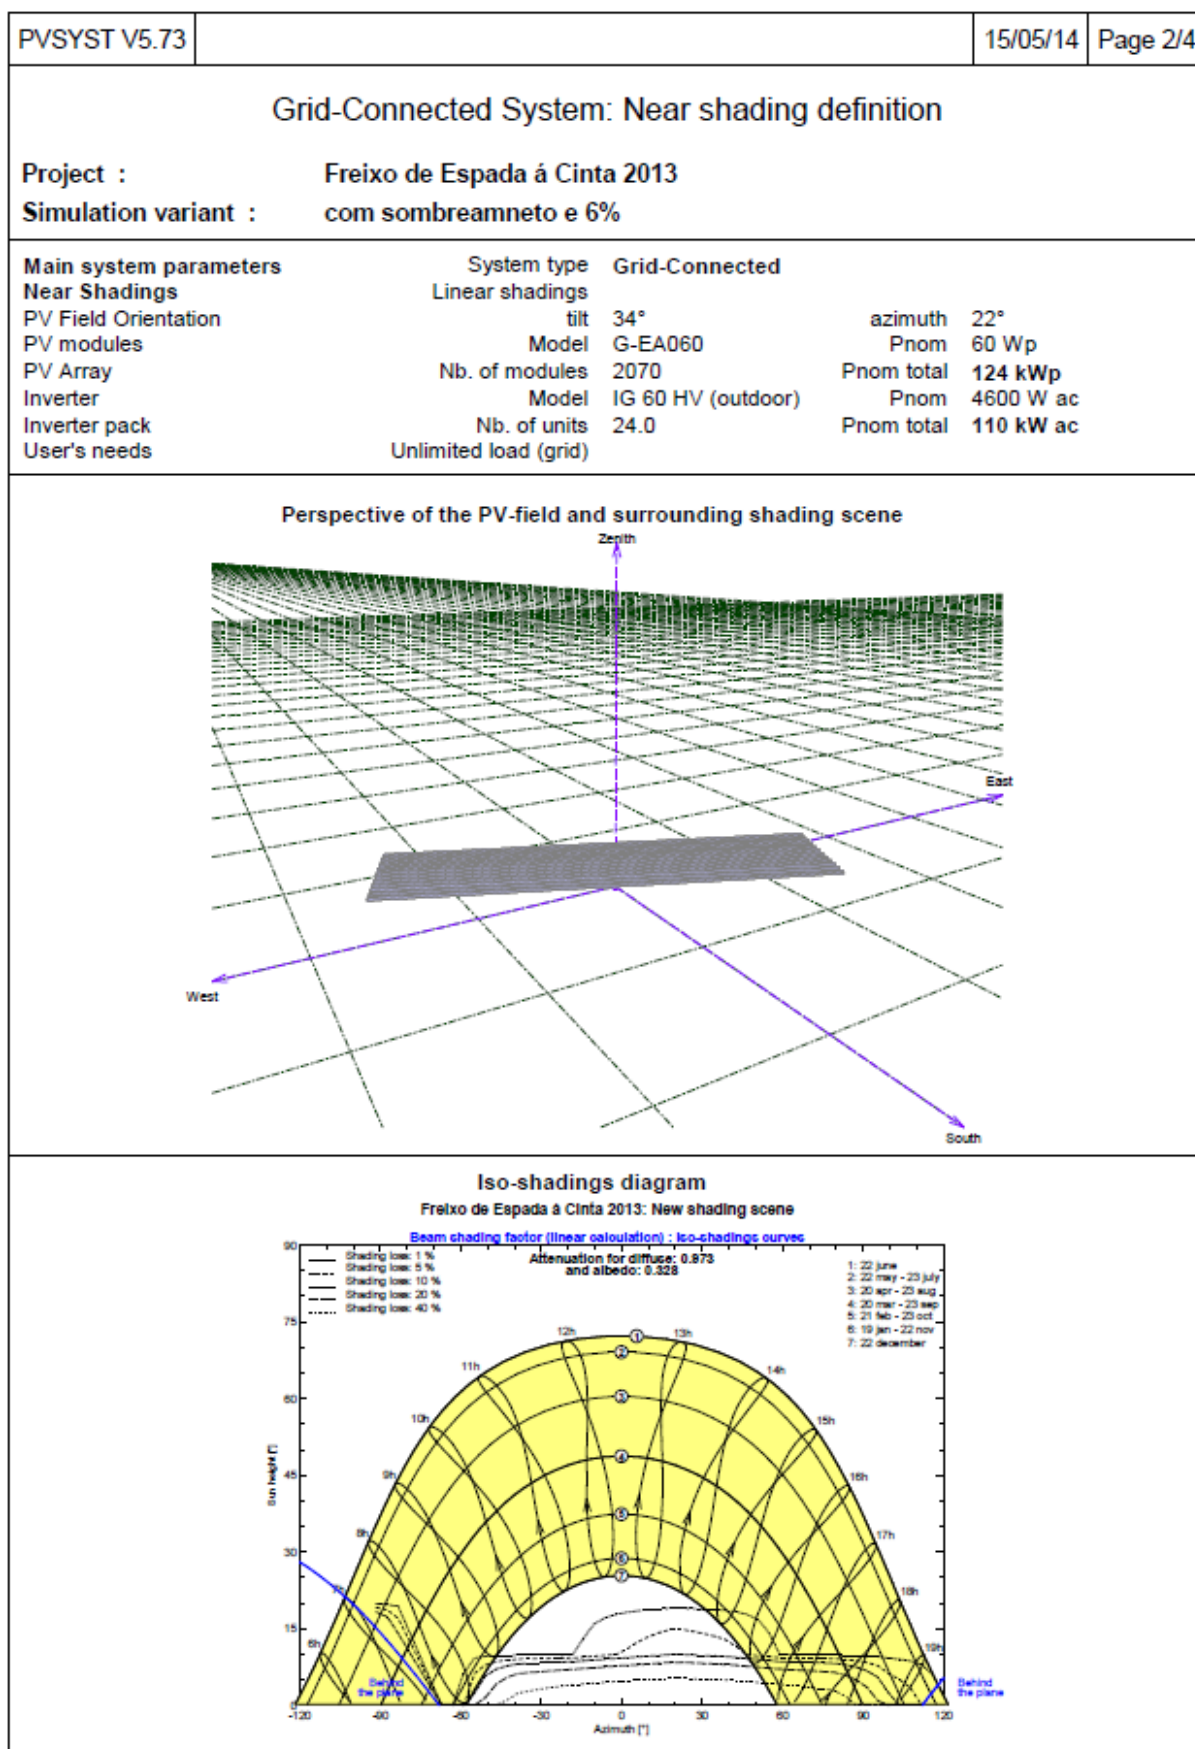 PVSYST V5.73 15/05/14 Page 2/4
Grid-Connected System: Near shading definition
Project : Freixo de Espada á Cinta 2013
Simulation variant : com sombreamneto e 6%
Main system parameters System type Grid-Connected
Near Shadings Linear shadings
PV Field Orientation tilt 34° azimuth 22°
PV modules Model G-EA060 Pnom 60 Wp
PV Array Nb. of modules 2070 Pnom total 124 kWp
Inverter Model IG 60 HV (outdoor) Pnom 4600 W ac
Inverter pack Nb. of units 24.0 Pnom total 110 kW ac
User's needs Unlimited load (grid)
Perspective of the PV-field and surrounding shading scene
Zenith
East
West
South
Iso-shadings diagram
Freixo de Espada á Cinta 2013: New shading scene
Beam shading factor (linear calculation) : Iso-shadings curves
90
Shading loss: 1 %
Shading loss: 5 %
Shading loss: 10 %
Shading loss: 20 %
Shading loss: 40 %
Attenuation for diffuse: 0.973
and albedo: 0.328
1: 22 june
2: 22 may - 23 july
3: 20 apr - 23 aug
4: 20 mar - 23 sep
5: 21 feb - 23 oct
6: 19 jan - 22 nov
7: 22 december
75
60
45
30
15
0
Sun height [°]
6h
7h
8h
9h
10h
11h
12h
13h
14h
15h
16h
17h
18h
19h
1
2
3
4
5
6
7
Behind
the plane
Behind
the plane
-120 -90 -60 -30 0 30 60 90 120
Azimuth [°]